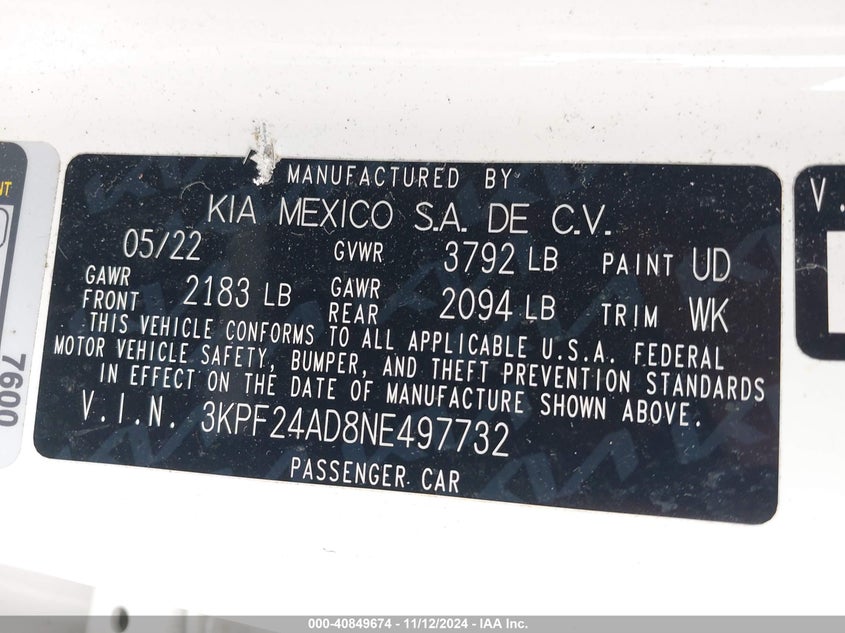 MANUFACTURED BY
KIA MEXICO S.A. DE C.V.
05/22 GVWR 3792 LB PAINT UD
GAWR FRONT 2183 LB GAWR REAR 2094 LB TRIM WK
THIS VEHICLE CONFORMS TO ALL APPLICABLE U.S.A. FEDERAL
MOTOR VEHICLE SAFETY, BUMPER, AND THEFT PREVENTION STANDARDS
IN EFFECT ON THE DATE OF MANUFACTURE SHOWN ABOVE.
V.I.N. 3KPF24AD8NE497732
PASSENGER CAR
7600
V.
000-40849674 - 11/12/2024 - IAA Inc.